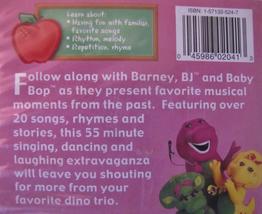 Learn about:
• Having fun with familiar,
favorite songs
• Rhythm, melody
• Repetition, rhyme
ISBN: 1-57132-524-7
0 45986 02041
Follow along with Barney, BJ™ and Baby
Bop™ as they present favorite musical
moments from the past. Featuring over
20 songs, rhymes and
stories, this 55 minute
singing, dancing and
laughing extravaganza
will leave you shouting
for more from your
favorite dino trio.